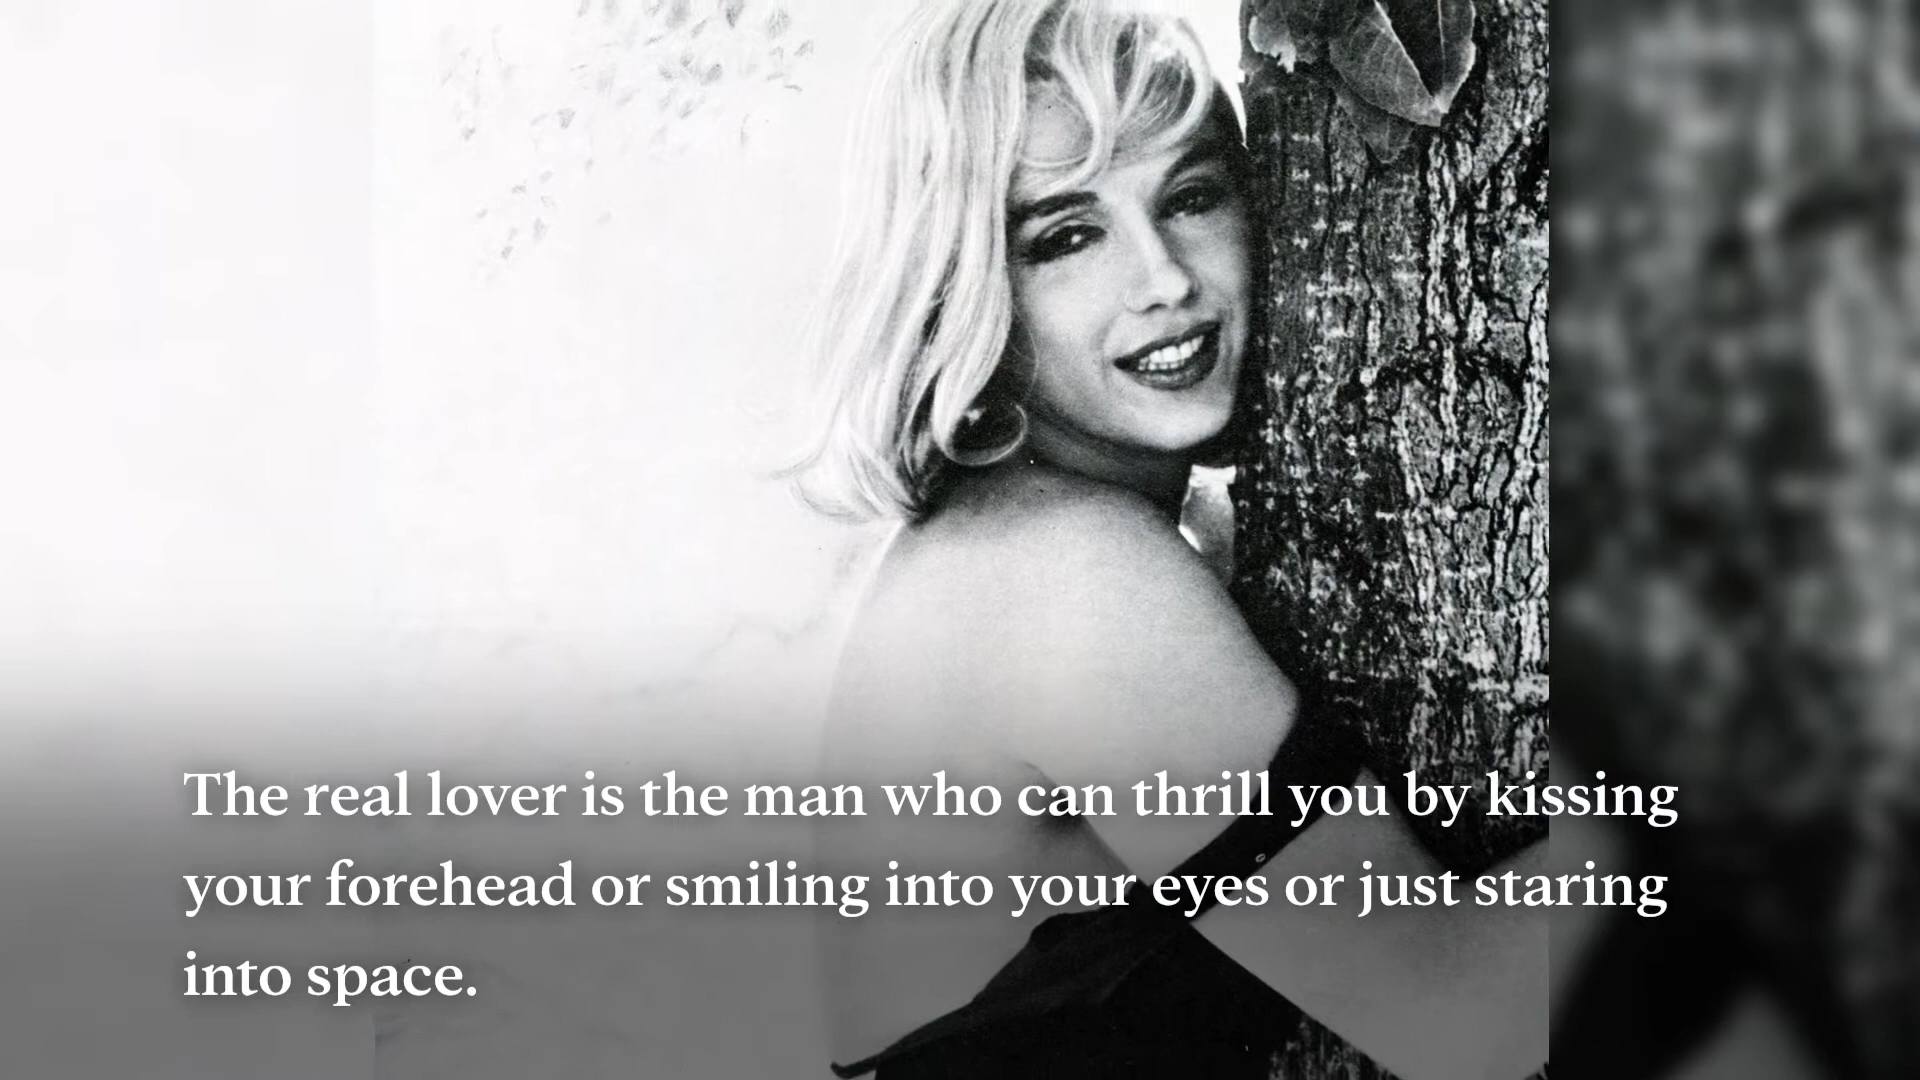 The real lover is the man who can thrill you by kissing
your forehead or smiling into your eyes or just staring
into space.